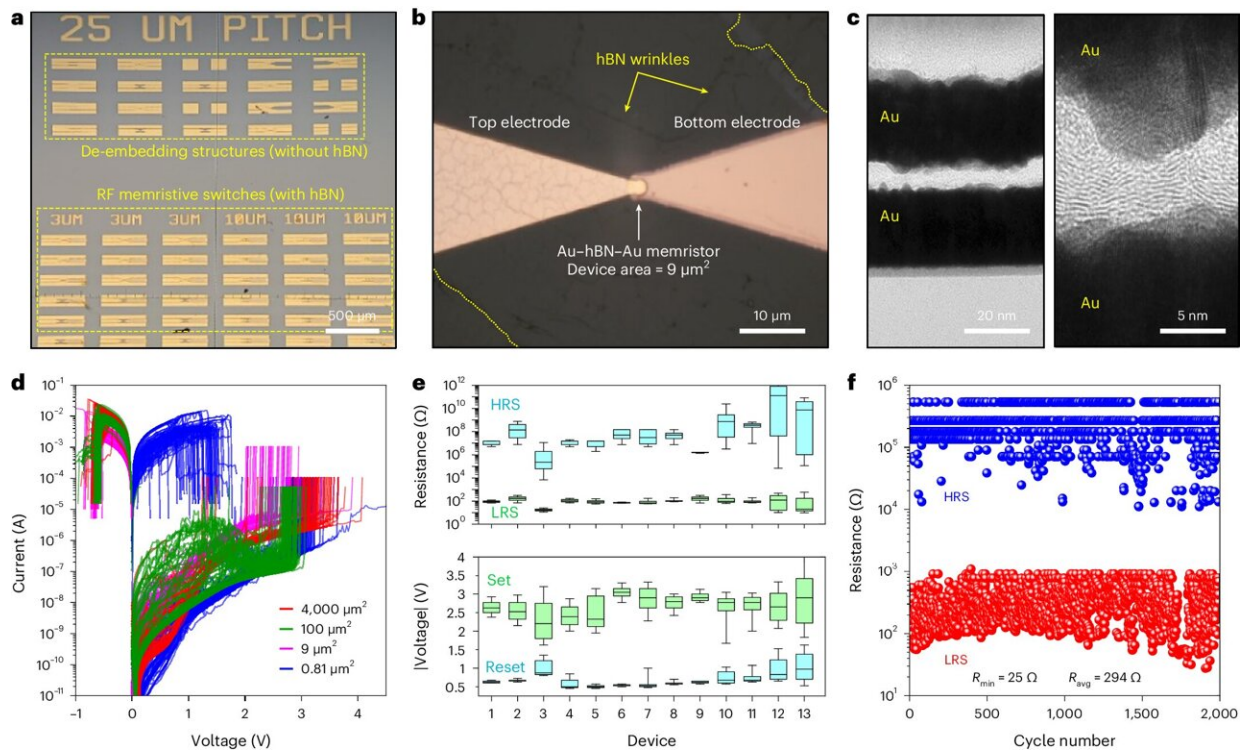 a
25 UM PITCH
De-embedding structures (without hBN)
RF memristive switches (with hBN)
3UM 3UM 3UM 10UM 10UM 10UM
500 µm
b
hBN wrinkles
Top electrode
Bottom electrode
Au–hBN–Au memristor
Device area = 9 µm²
10 µm
c
Au
Au
20 nm
Au
Au
5 nm
d
10⁻¹
10⁻²
10⁻³
10⁻⁴
10⁻⁵
10⁻⁶
10⁻⁷
10⁻⁸
10⁻⁹
10⁻¹⁰
10⁻¹¹
Current (A)
4,000 µm²
100 µm²
9 µm²
0.81 µm²
–1 0 1 2 3 4
Voltage (V)
e
10¹²
10¹⁰
10⁸
10⁶
10⁴
10²
10⁰
Resistance (Ω)
HRS
LRS
4
3.5
3
2.5
2
1.5
1
0.5
|Voltage| (V)
Set
Reset
1 2 3 4 5 6 7 8 9 10 11 12 13
Device
f
10⁶
10⁵
10⁴
10³
10²
10¹
Resistance (Ω)
HRS
LRS
Rmin = 25 Ω Ravg = 294 Ω
0 500 1,000 1,500 2,000
Cycle number